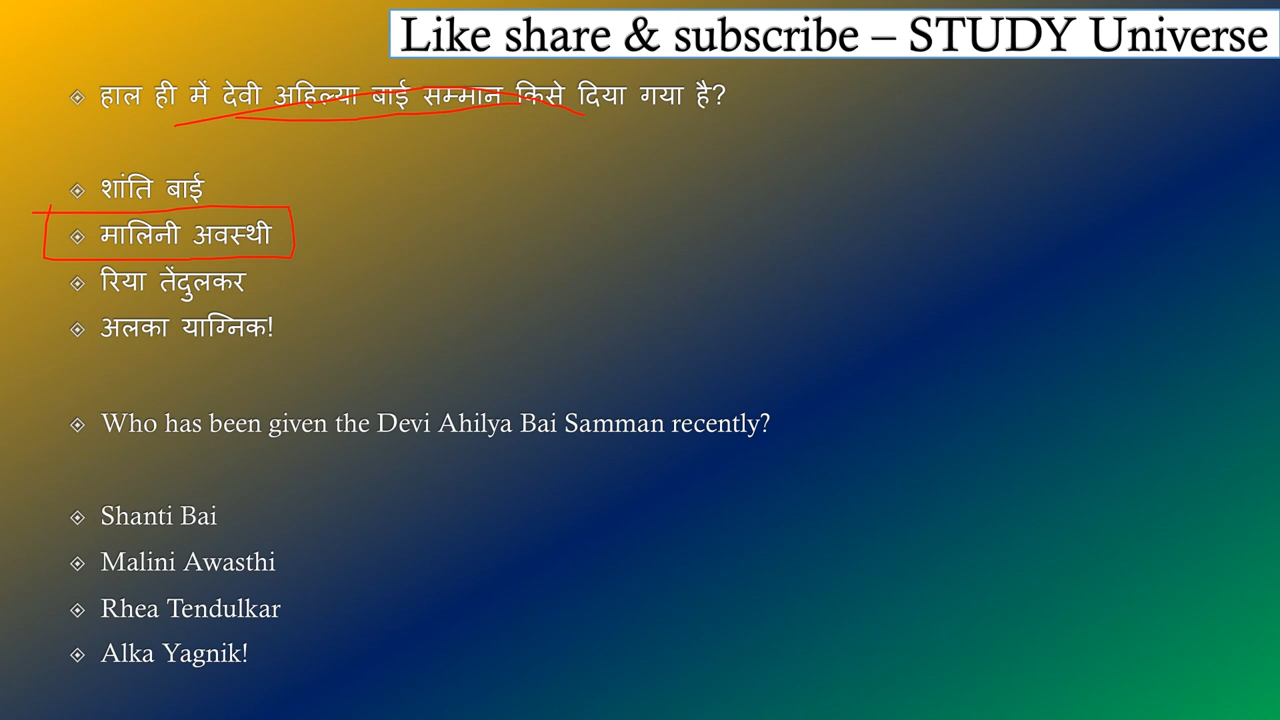 Like share & subscribe – STUDY Universe
हाल ही में देवी अहिल्या बाई सम्मान किसे दिया गया है?
शांति बाई
मालिनी अवस्थी
रिया तेंदुलकर
अलका याग्निक!
Who has been given the Devi Ahilya Bai Samman recently?
Shanti Bai
Malini Awasthi
Rhea Tendulkar
Alka Yagnik!